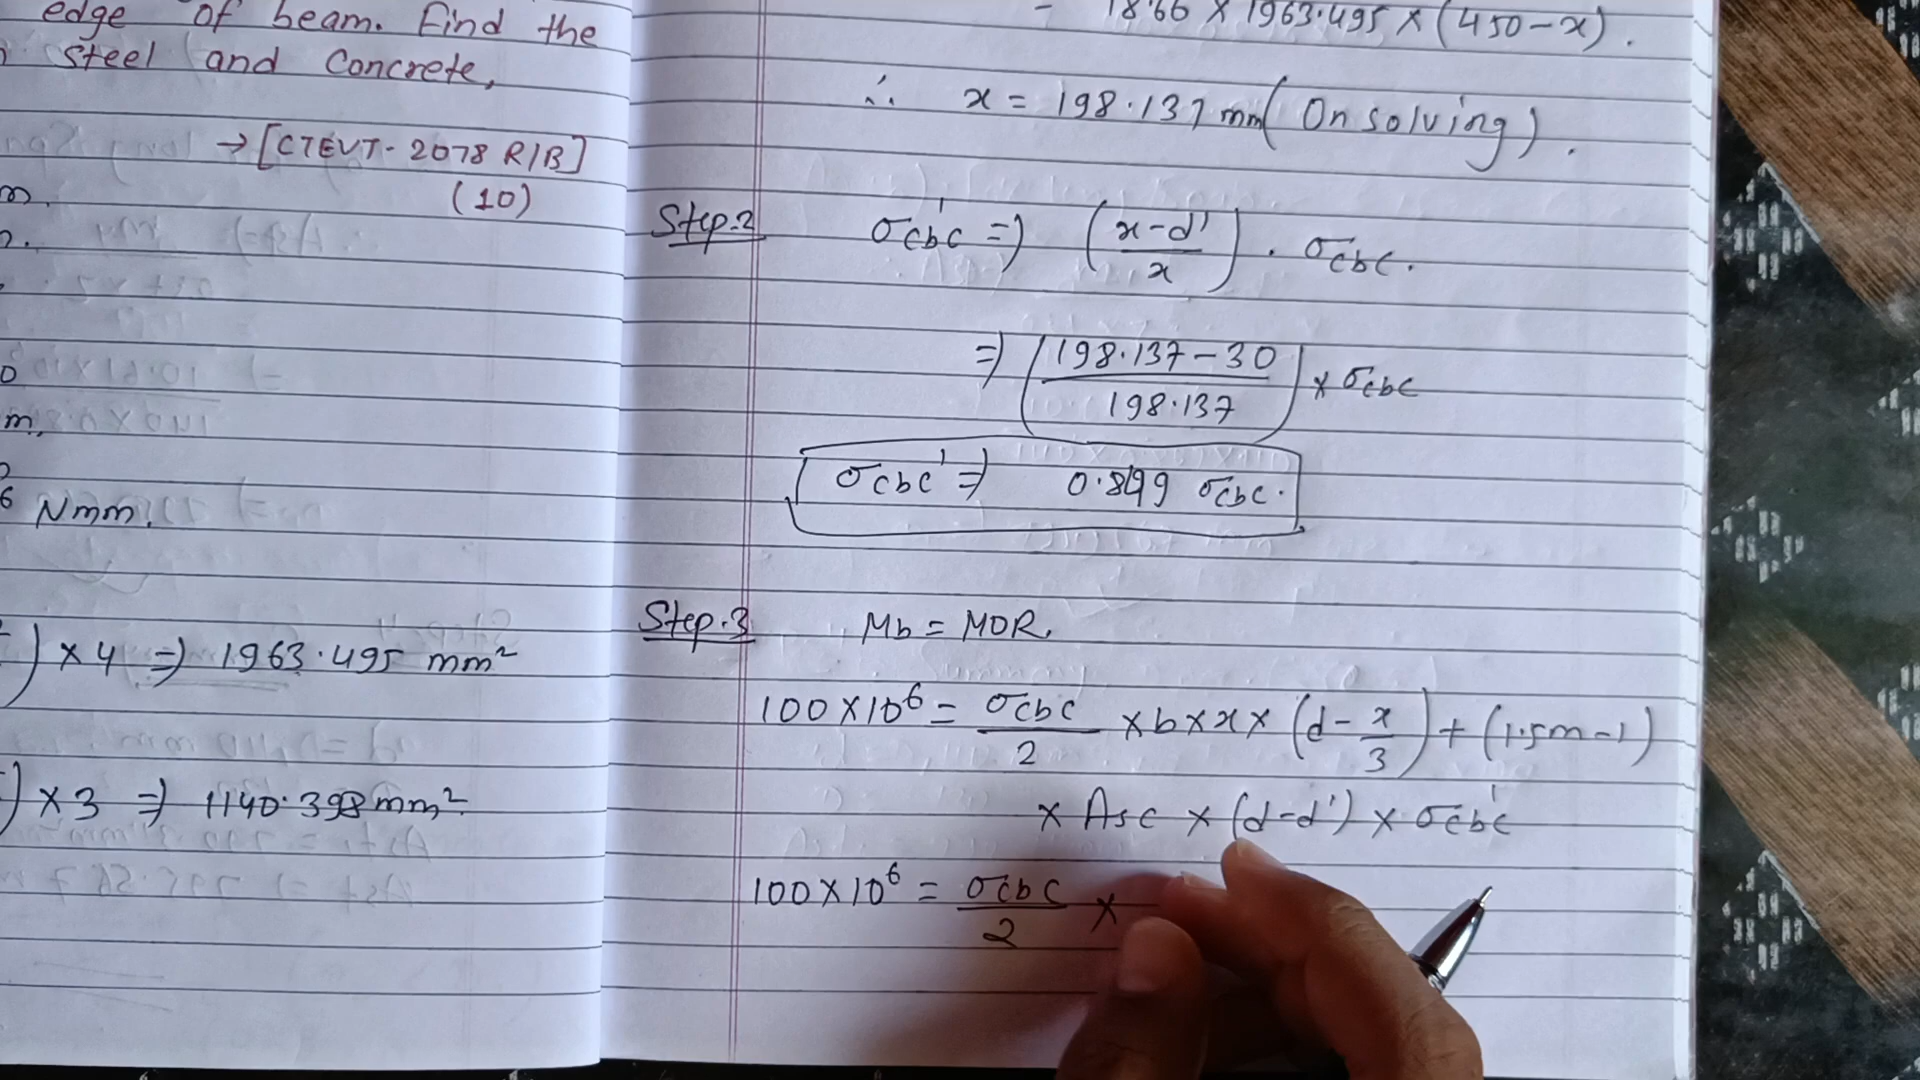 edge of beam. Find the
steel and Concrete,
→ [CTEVT - 2078 R/B]
(10)
m.
Nmm.
) × 4 ⇒ 1963.495 mm²
) × 3 ⇒ 1140.398 mm²
= 18.66 × 1963.495 × (450 - x).
∴ x = 198.137 mm (On solving).
Step.2 σcbc' ⇒ (x-d'/x) . σcbc.
⇒ (198.137 - 30 / 198.137) × σcbc
σcbc' ⇒ 0.849 σcbc.
Step.3 Mb = MOR.
100 × 10⁶ = σcbc/2 × b × x × (d - x/3) + (1.5m - 1)
× Asc × (d-d') × σcbc'
100 × 10⁶ = σcbc/2 ×